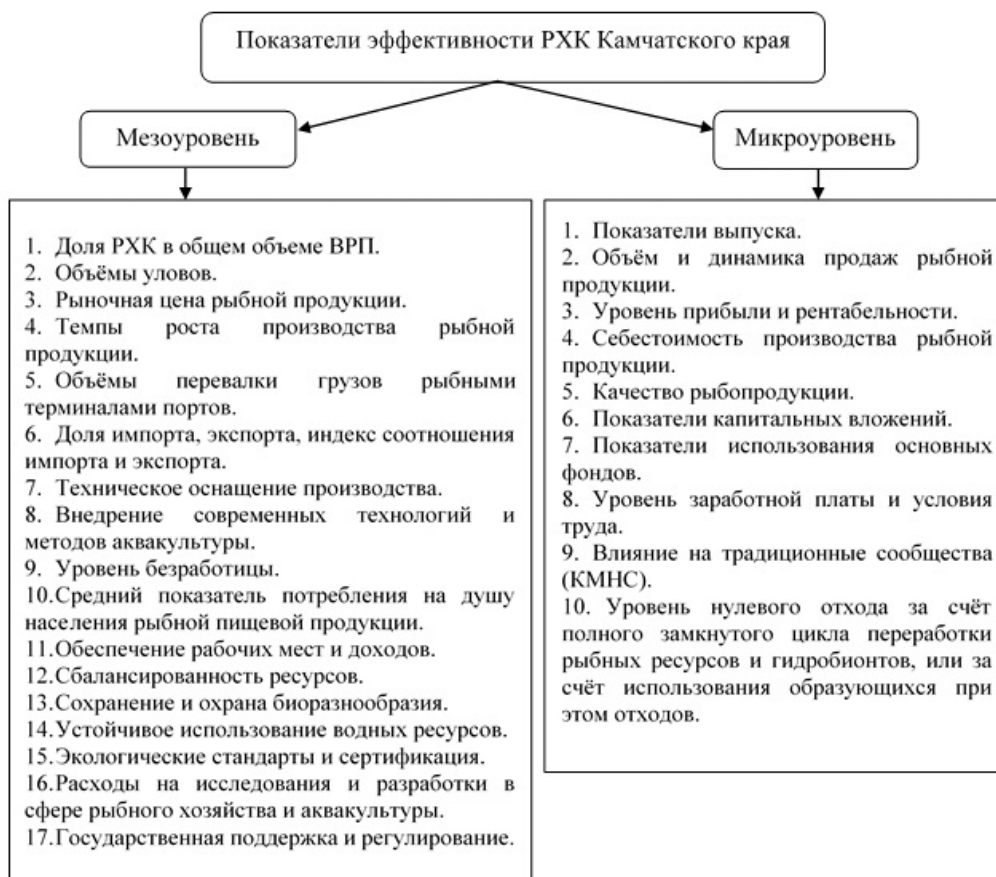 Показатели эффективности РХК Камчатского края
Мезоуровень
Микроуровень
1. Доля РХК в общем объеме ВРП.
2. Объёмы уловов.
3. Рыночная цена рыбной продукции.
4. Темпы роста производства рыбной
продукции.
5. Объёмы перевалки грузов рыбными
терминалами портов.
6. Доля импорта, экспорта, индекс соотношения
импорта и экспорта.
7. Техническое оснащение производства.
8. Внедрение современных технологий и
методов аквакультуры.
9. Уровень безработицы.
10.Средний показатель потребления на душу
населения рыбной пищевой продукции.
11.Обеспечение рабочих мест и доходов.
12.Сбалансированность ресурсов.
13.Сохранение и охрана биоразнообразия.
14.Устойчивое использование водных ресурсов.
15.Экологические стандарты и сертификация.
16.Расходы на исследования и разработки в
сфере рыбного хозяйства и аквакультуры.
17.Государственная поддержка и регулирование.
1. Показатели выпуска.
2. Объём и динамика продаж рыбной
продукции.
3. Уровень прибыли и рентабельности.
4. Себестоимость производства рыбной
продукции.
5. Качество рыбопродукции.
6. Показатели капитальных вложений.
7. Показатели использования основных
фондов.
8. Уровень заработной платы и условия
труда.
9. Влияние на традиционные сообщества
(КМНС).
10. Уровень нулевого отхода за счёт
полного замкнутого цикла переработки
рыбных ресурсов и гидробионтов, или за
счёт использования образующихся при
этом отходов.